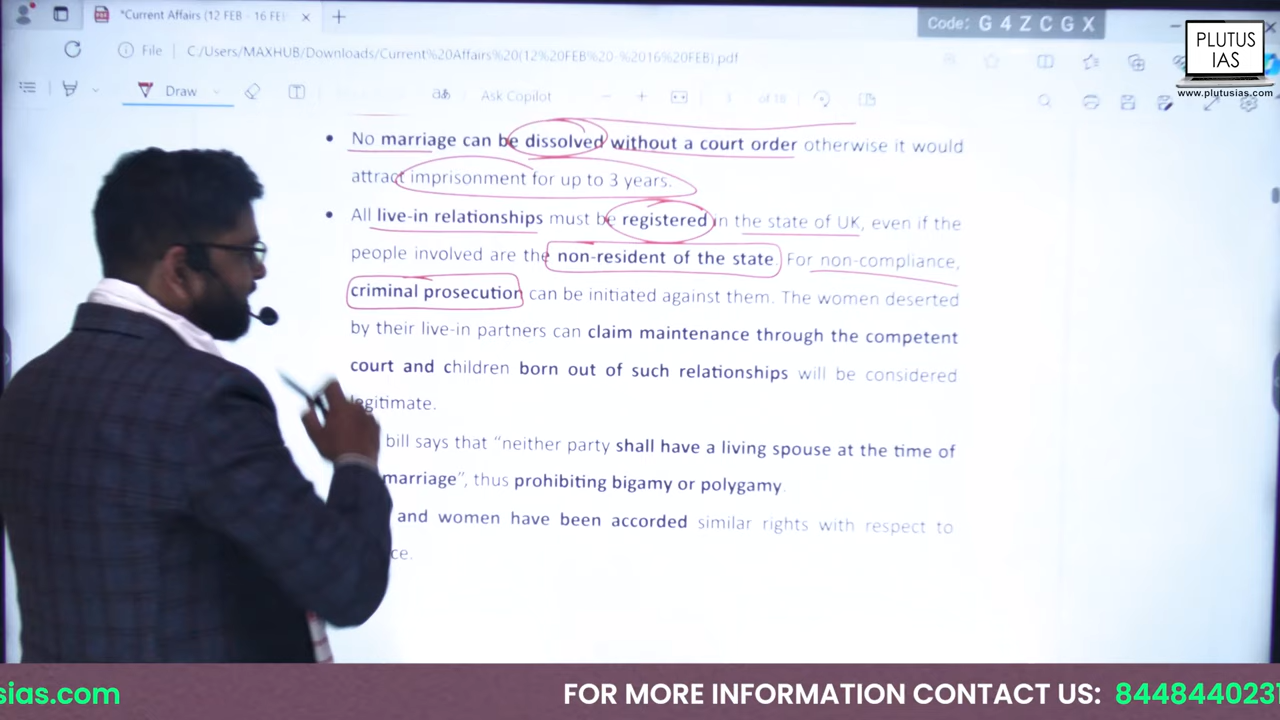 *Current Affairs (12 FEB - 16 FE
Code: G 4 Z C G X
File | C:/Users/MAXHUB/Downloads/Current%20Affairs%20(12%20FEB%20-%2016%20FEB).pdf
PLUTUS
IAS
www.plutusias.com
Draw
Ask Copilot
of 16
• No marriage can be dissolved without a court order otherwise it would
attract imprisonment for up to 3 years.
• All live-in relationships must be registered in the state of UK, even if the
people involved are the non-resident of the state. For non-compliance,
criminal prosecution can be initiated against them. The women deserted
by their live-in partners can claim maintenance through the competent
court and children born out of such relationships will be considered
legitimate.
bill says that “neither party shall have a living spouse at the time of
marriage”, thus prohibiting bigamy or polygamy.
and women have been accorded similar rights with respect to
ce.
sias.com
FOR MORE INFORMATION CONTACT US: 8448440231